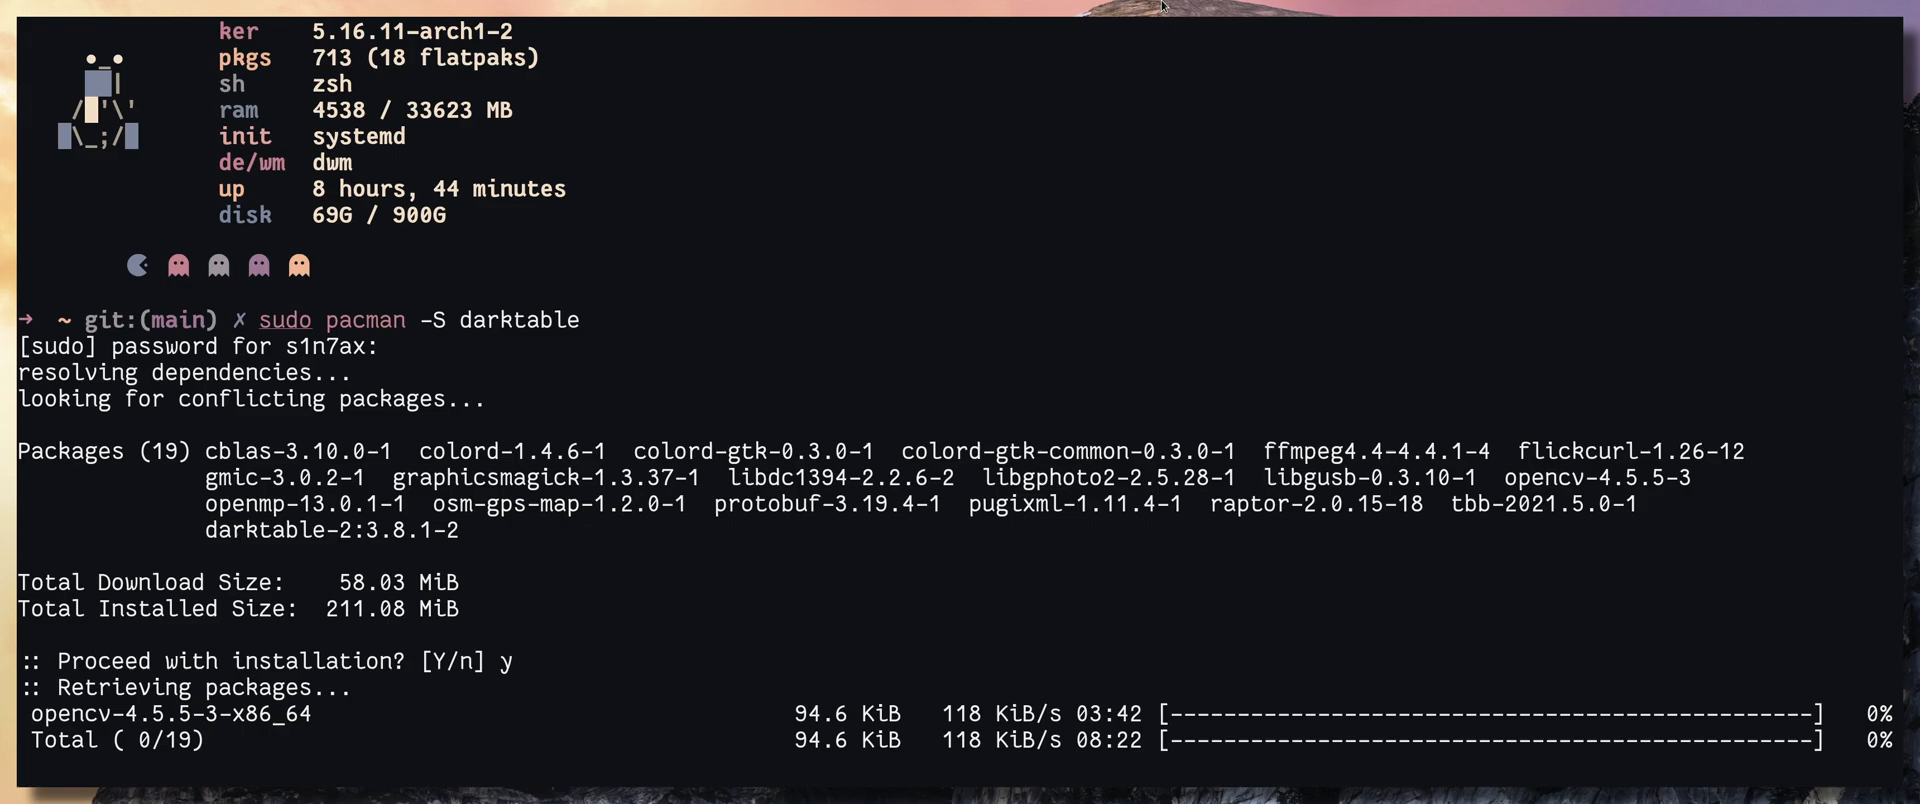 ker 5.16.11-arch1-2
pkgs 713 (18 flatpaks)
sh zsh
ram 4538 / 33623 MB
init systemd
de/wm dwm
up 8 hours, 44 minutes
disk 69G / 900G
→ ~ git:(main) ✗ sudo pacman -S darktable
[sudo] password for s1n7ax:
resolving dependencies...
looking for conflicting packages...
Packages (19) cblas-3.10.0-1 colord-1.4.6-1 colord-gtk-0.3.0-1 colord-gtk-common-0.3.0-1 ffmpeg4.4-4.4.1-4 flickcurl-1.26-12
gmic-3.0.2-1 graphicsmagick-1.3.37-1 libdc1394-2.2.6-2 libgphoto2-2.5.28-1 libgusb-0.3.10-1 opencv-4.5.5-3
openmp-13.0.1-1 osm-gps-map-1.2.0-1 protobuf-3.19.4-1 pugixml-1.11.4-1 raptor-2.0.15-18 tbb-2021.5.0-1
darktable-2:3.8.1-2
Total Download Size: 58.03 MiB
Total Installed Size: 211.08 MiB
:: Proceed with installation? [Y/n] y
:: Retrieving packages...
opencv-4.5.5-3-x86_64 94.6 KiB 118 KiB/s 03:42 [------------------------------------------------] 0%
Total ( 0/19) 94.6 KiB 118 KiB/s 08:22 [------------------------------------------------] 0%